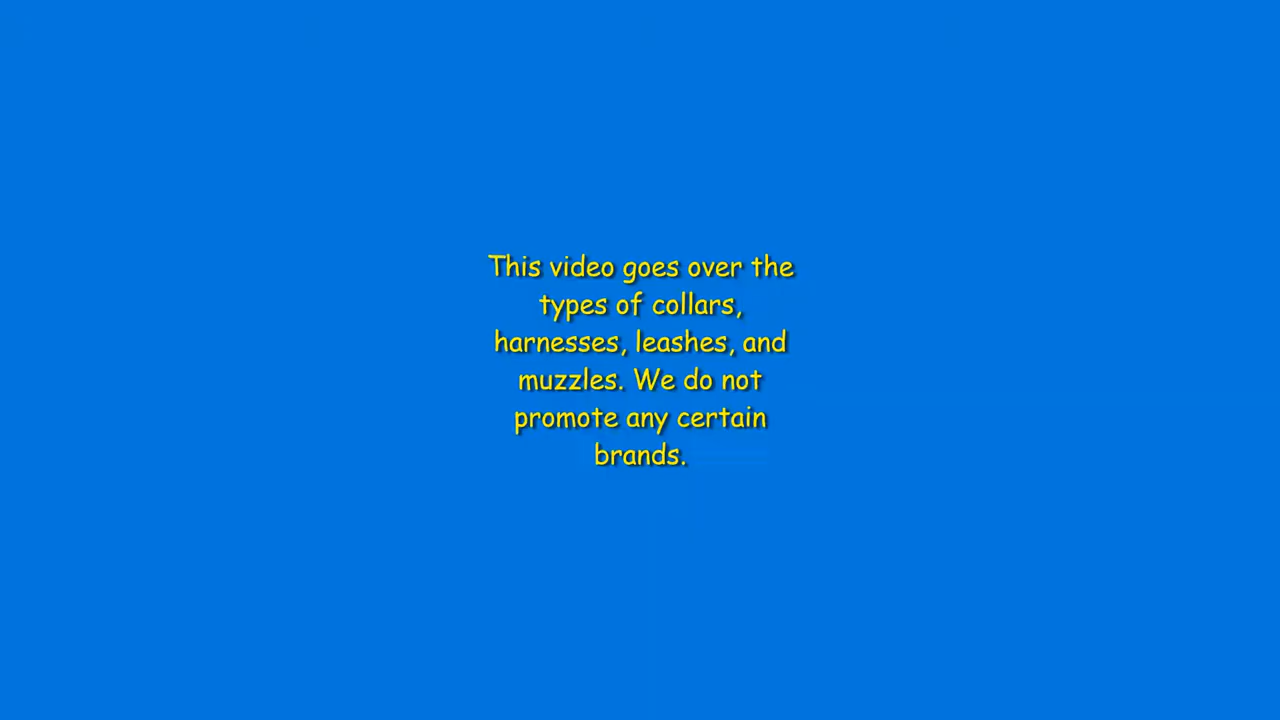 This video goes over the
types of collars,
harnesses, leashes, and
muzzles. We do not
promote any certain
brands.